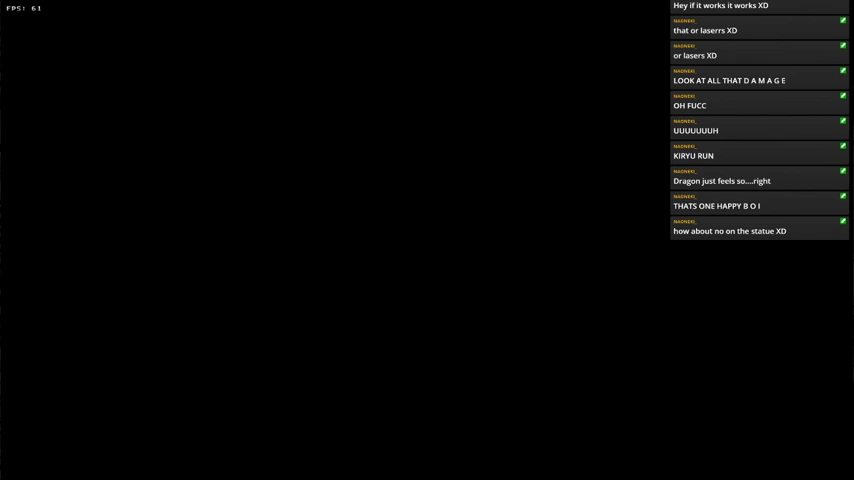 FPS: 61
Hey if it works it works XD
NAONEKI_
that or laserrs XD
NAONEKI_
or lasers XD
NAONEKI_
LOOK AT ALL THAT D A M A G E
NAONEKI_
OH FUCC
NAONEKI_
UUUUUUUH
NAONEKI_
KIRYU RUN
NAONEKI_
Dragon just feels so....right
NAONEKI_
THATS ONE HAPPY B O I
NAONEKI_
how about no on the statue XD